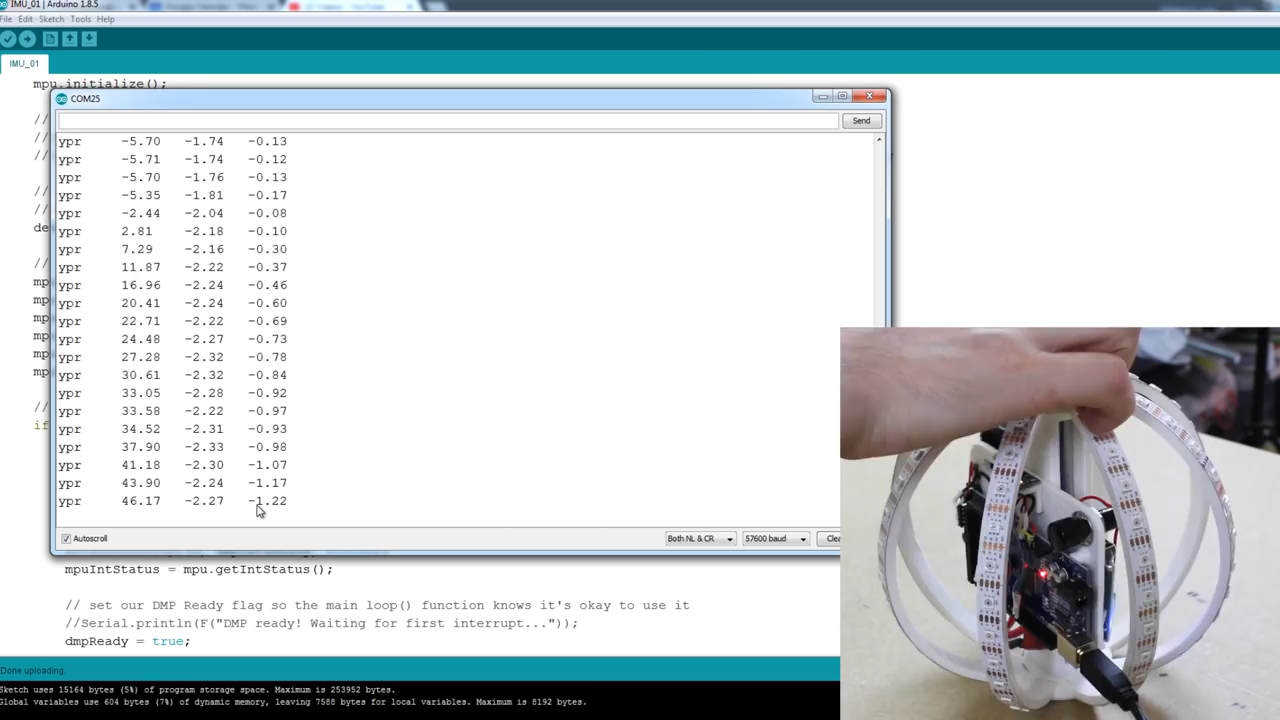 IMU_01 | Arduino 1.8.5
File Edit Sketch Tools Help
IMU_01
mpu.initialize();
COM25
Send
ypr -5.70 -1.74 -0.13
ypr -5.71 -1.74 -0.12
ypr -5.70 -1.76 -0.13
ypr -5.35 -1.81 -0.17
ypr -2.44 -2.04 -0.08
ypr 2.81 -2.18 -0.10
ypr 7.29 -2.16 -0.30
ypr 11.87 -2.22 -0.37
ypr 16.96 -2.24 -0.46
ypr 20.41 -2.24 -0.60
ypr 22.71 -2.22 -0.69
ypr 24.48 -2.27 -0.73
ypr 27.28 -2.32 -0.78
ypr 30.61 -2.32 -0.84
ypr 33.05 -2.28 -0.92
ypr 33.58 -2.22 -0.97
ypr 34.52 -2.31 -0.93
ypr 37.90 -2.33 -0.98
ypr 41.18 -2.30 -1.07
ypr 43.90 -2.24 -1.17
ypr 46.17 -2.27 -1.22
Autoscroll Both NL & CR 57600 baud
mpuIntStatus = mpu.getIntStatus();
// set our DMP Ready flag so the main loop() function knows it's okay to use it
//Serial.println(F("DMP ready! Waiting for first interrupt..."));
dmpReady = true;
Done uploading.
Sketch uses 15164 bytes (5%) of program storage space. Maximum is 253952 bytes.
Global variables use 604 bytes (7%) of dynamic memory, leaving 7588 bytes for local variables. Maximum is 8192 bytes.